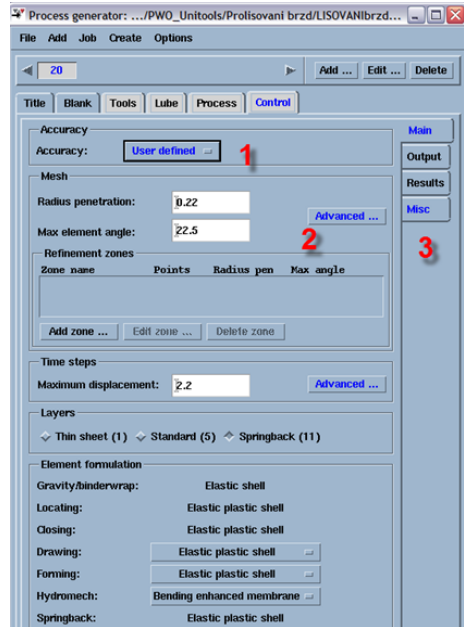 Process generator: .../PWO_Unitools/Prolisovani brzd/LISOVANIbrzd...
File Add Job Create Options
20 Add ... Edit ... Delete
Title Blank Tools Lube Process Control
Accuracy
Accuracy: User defined 1
Main
Output
Results
Misc
3
Mesh
Radius penetration: 0.22
Advanced ...
Max element angle: 22.5
2
Refinement zones
Zone name Points Radius pen Max angle
Add zone ... Edit zone ... Delete zone
Time steps
Maximum displacement: 2.2 Advanced ...
Layers
Thin sheet (1) Standard (5) Springback (11)
Element formulation
Gravity/binderwrap: Elastic shell
Locating: Elastic plastic shell
Closing: Elastic plastic shell
Drawing: Elastic plastic shell
Forming: Elastic plastic shell
Hydromech: Bending enhanced membrane
Springback: Elastic plastic shell